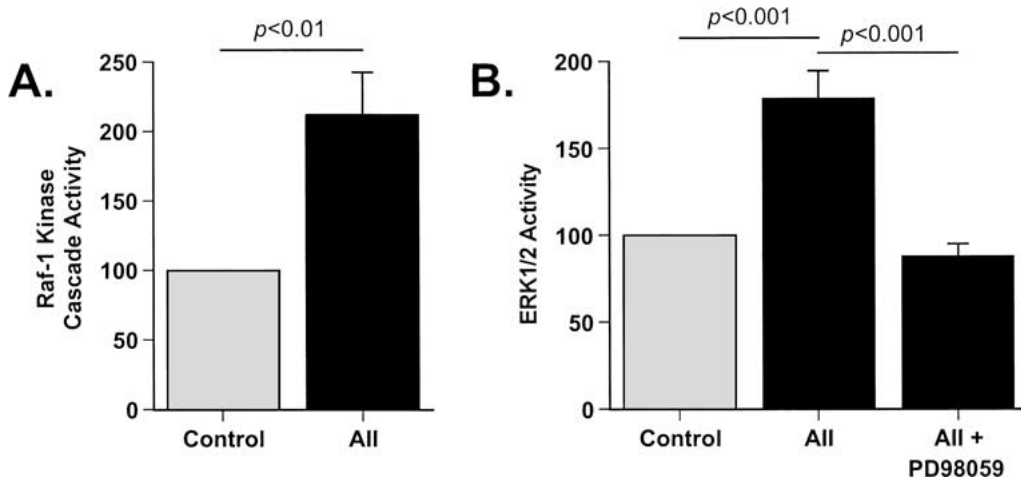 A.
p<0.01
Raf-1 Kinase
Cascade Activity
250
200
150
100
50
0
Control
AII
B.
p<0.001
p<0.001
ERK1/2 Activity
200
150
100
50
0
Control
AII
AII +
PD98059